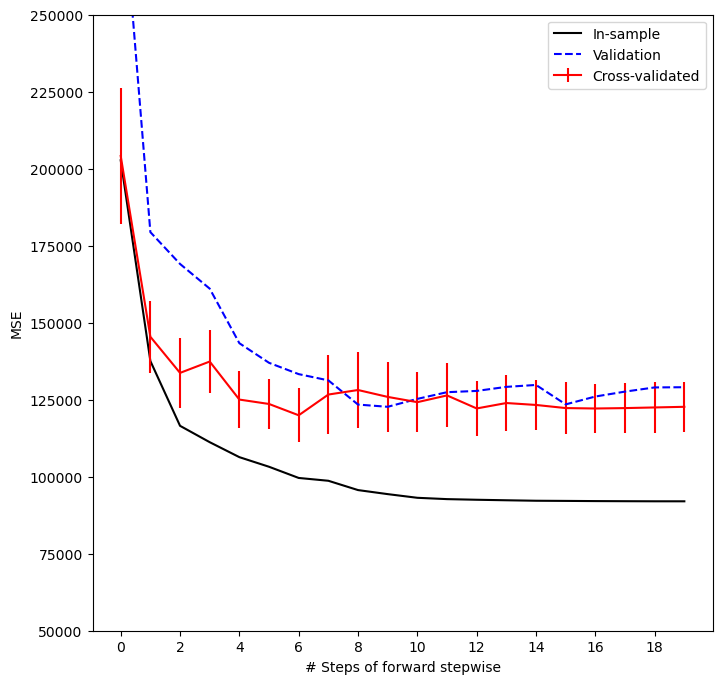 250000
225000
200000
175000
150000
125000
100000
75000
50000
MSE
0 2 4 6 8 10 12 14 16 18
# Steps of forward stepwise
In-sample
Validation
Cross-validated